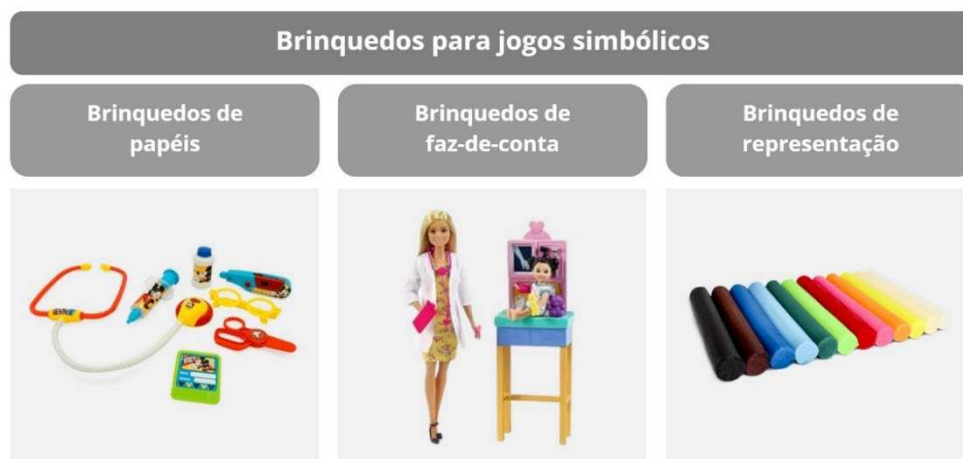 Brinquedos para jogos simbólicos
Brinquedos de
papéis
Brinquedos de
faz-de-conta
Brinquedos de
representação